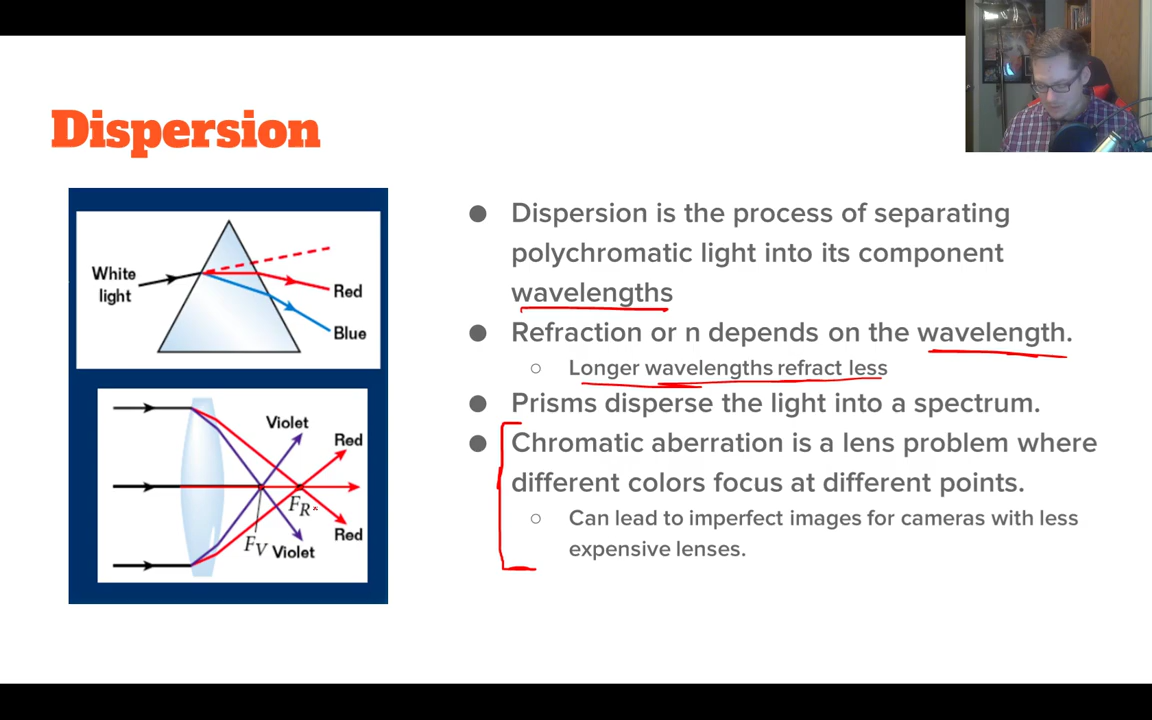 Dispersion
White
light
Red
Blue
Violet
Red
FR
FV
Violet
Red
● Dispersion is the process of separating
polychromatic light into its component
wavelengths
● Refraction or n depends on the wavelength.
○ Longer wavelengths refract less
● Prisms disperse the light into a spectrum.
● Chromatic aberration is a lens problem where
different colors focus at different points.
○ Can lead to imperfect images for cameras with less
expensive lenses.